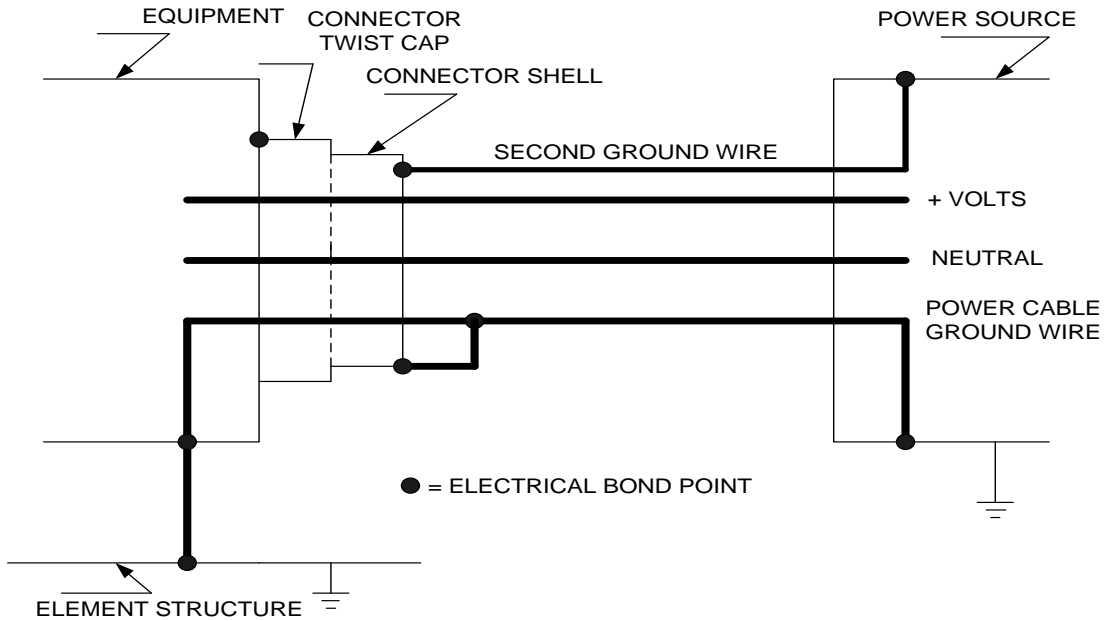 EQUIPMENT
CONNECTOR
TWIST CAP
CONNECTOR SHELL
POWER SOURCE
SECOND GROUND WIRE
+ VOLTS
NEUTRAL
POWER CABLE
GROUND WIRE
= ELECTRICAL BOND POINT
ELEMENT STRUCTURE